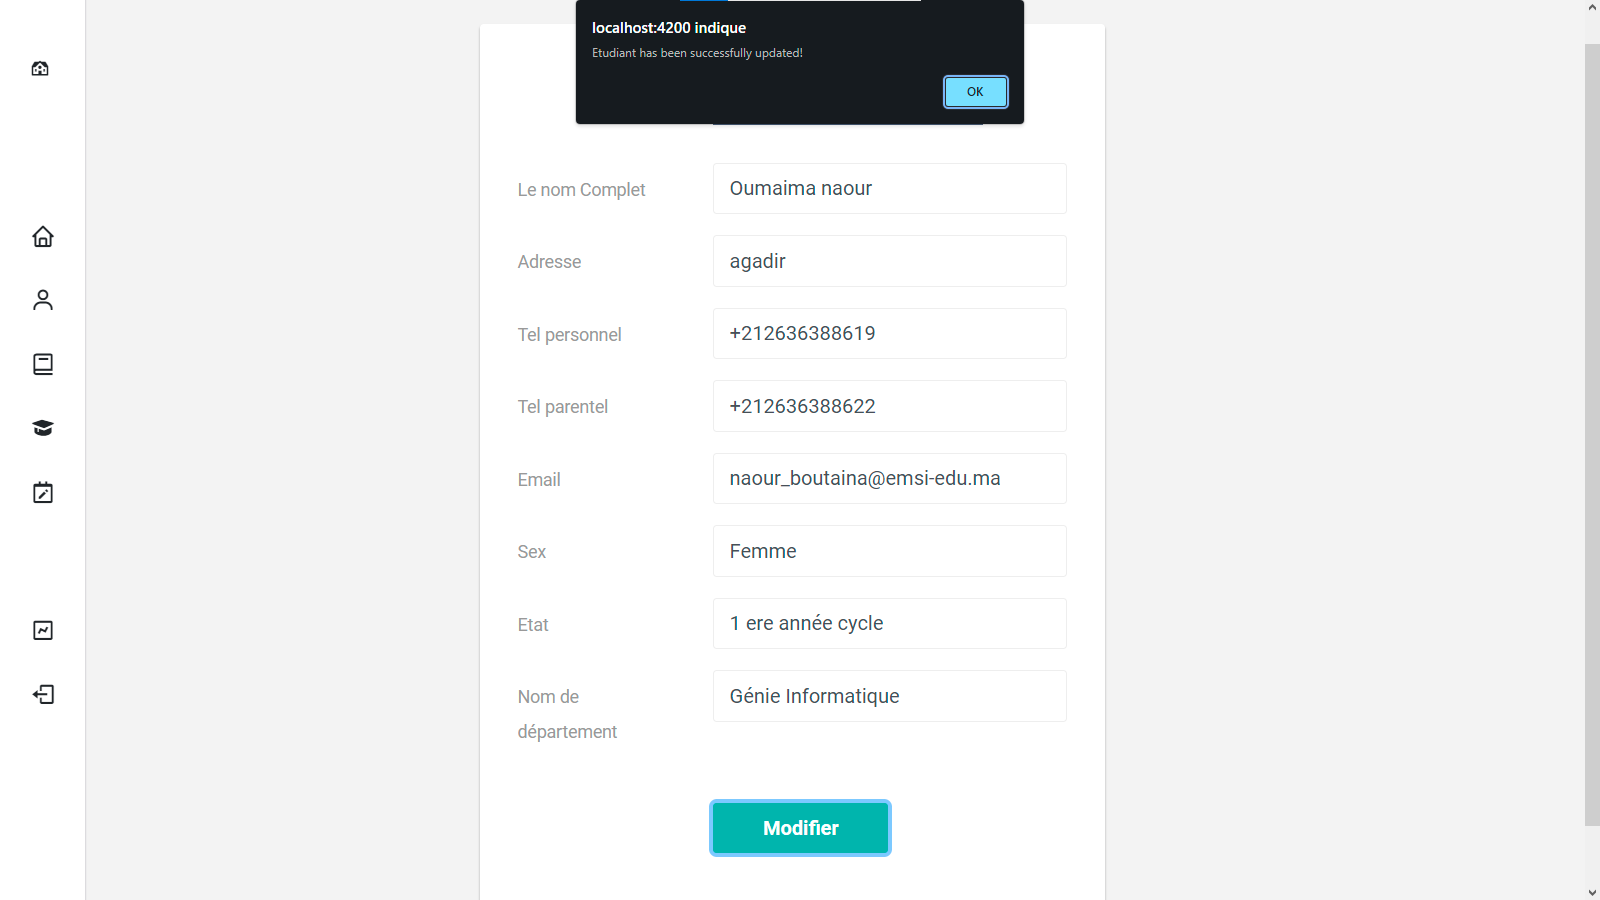 localhost:4200 indique
Etudiant has been successfully updated!
OK
Le nom Complet
Oumaima naour
Adresse
agadir
Tel personnel
+212636388619
Tel parentel
+212636388622
Email
naour_boutaina@emsi-edu.ma
Sex
Femme
Etat
1 ere année cycle
Nom de
département
Génie Informatique
Modifier